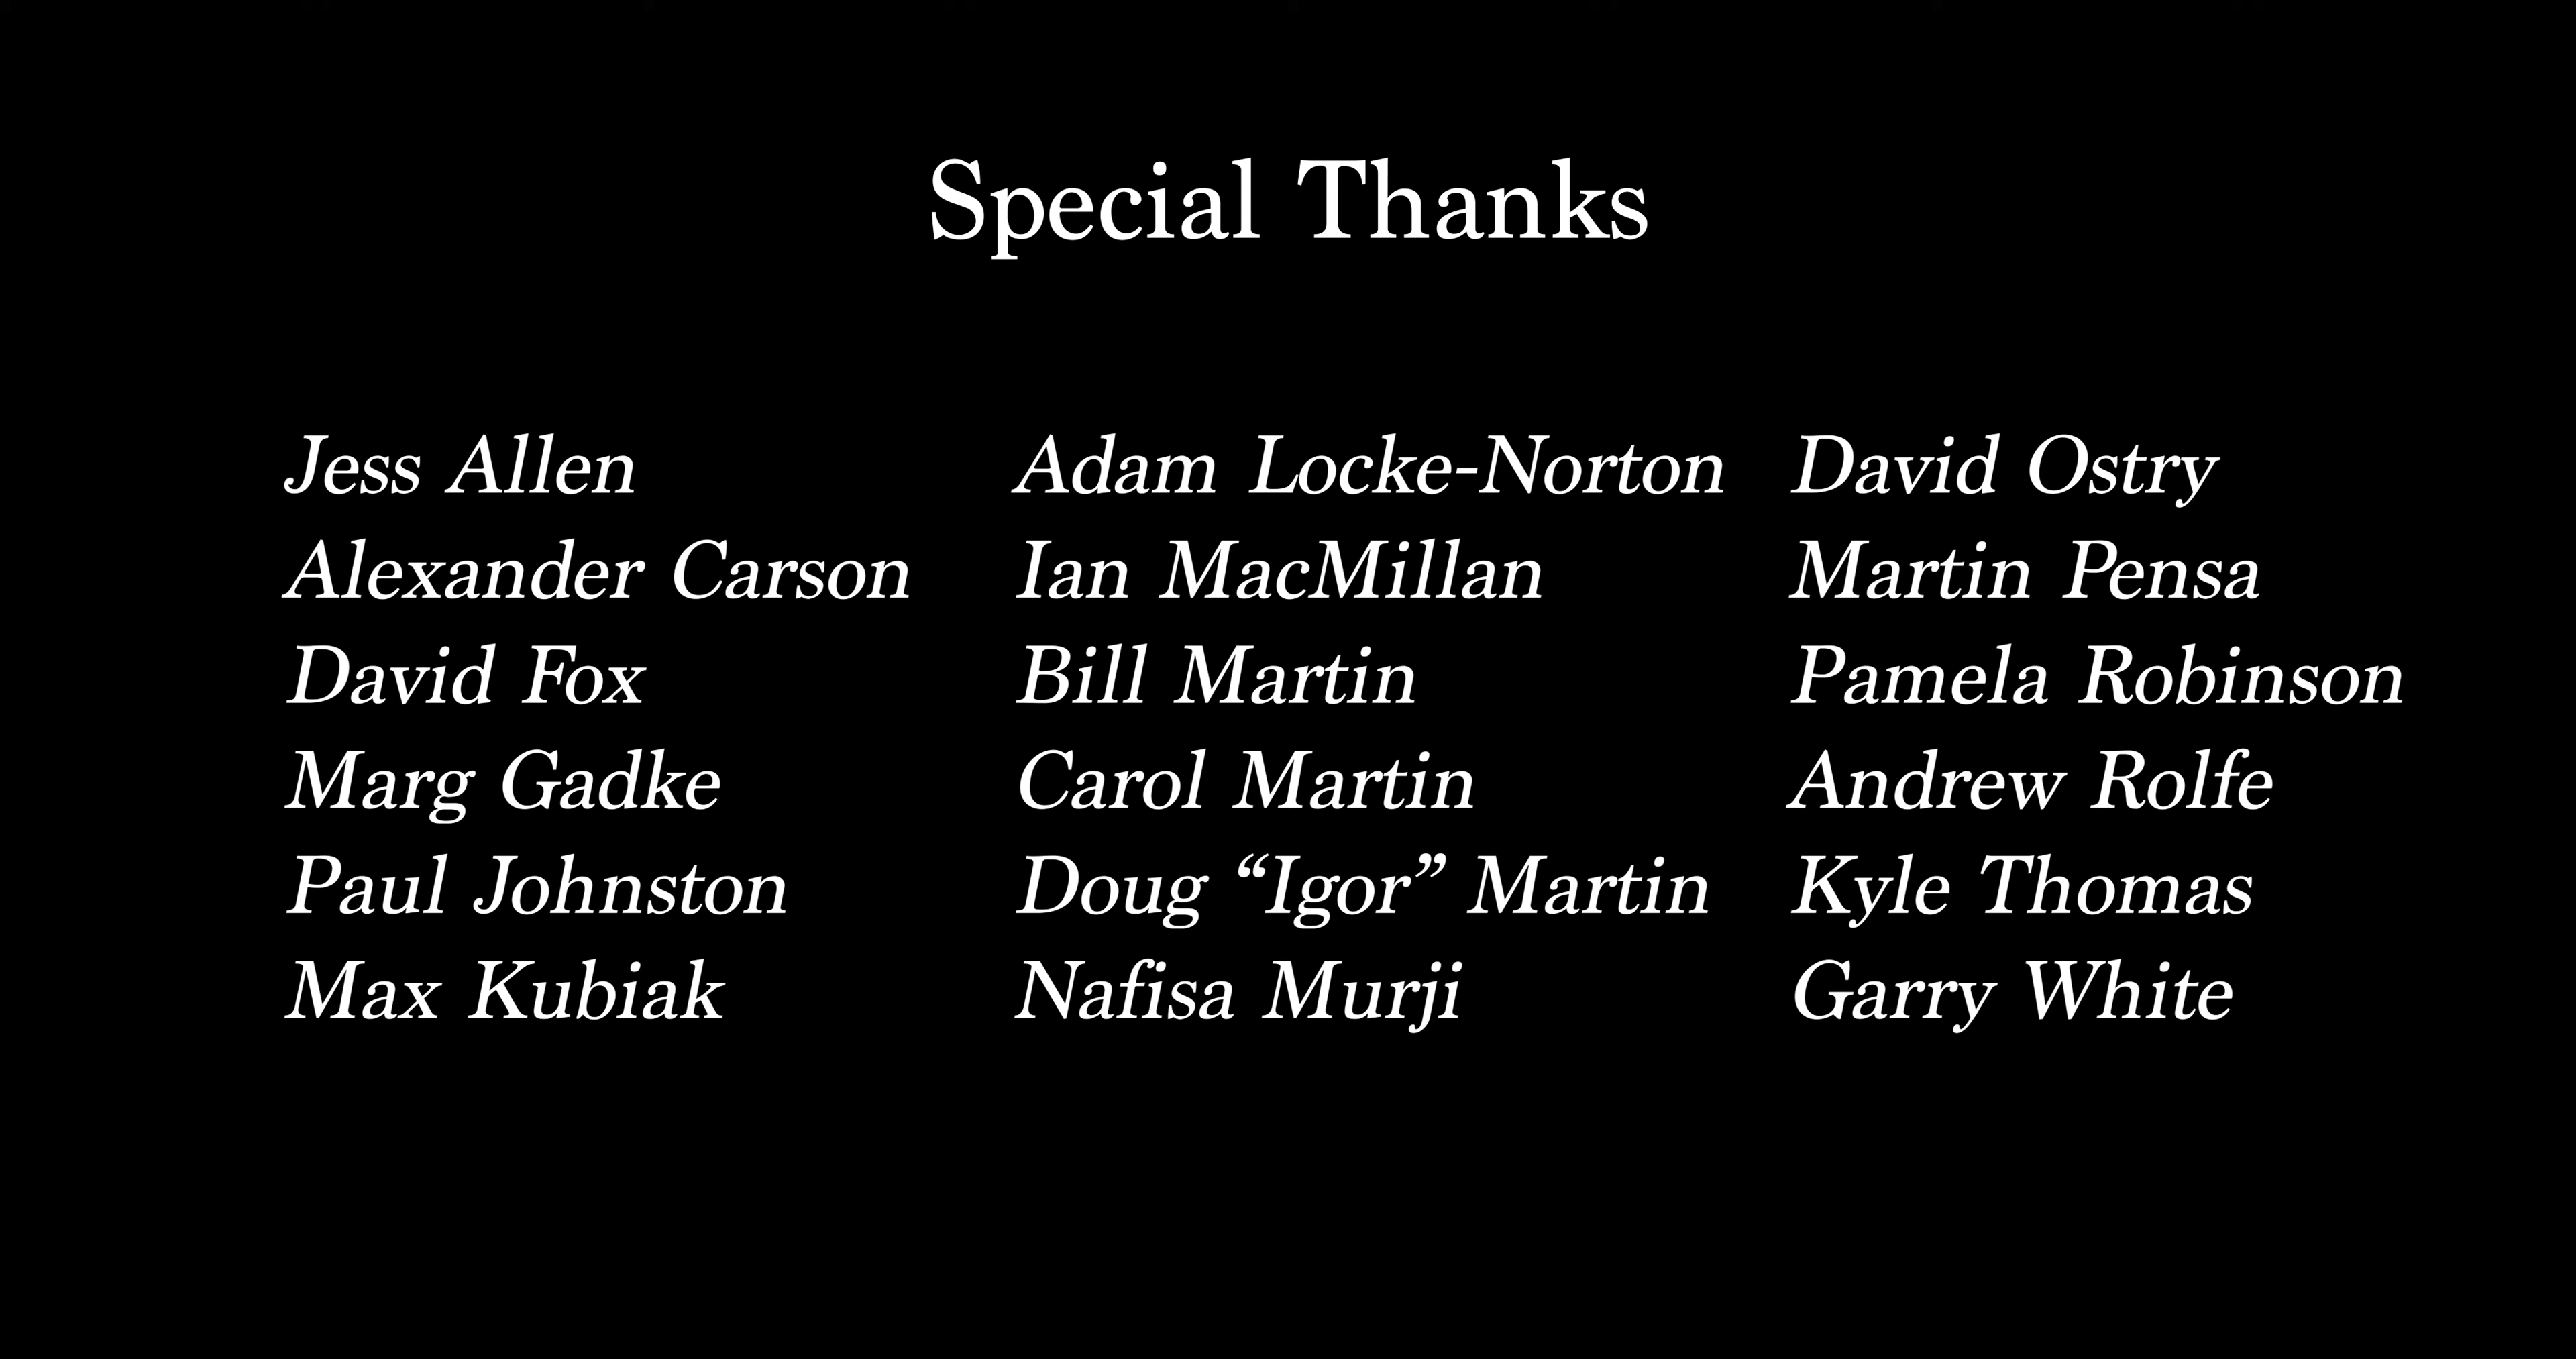 Special Thanks
Jess Allen
Alexander Carson
David Fox
Marg Gadke
Paul Johnston
Max Kubiak
Adam Locke-Norton
Ian MacMillan
Bill Martin
Carol Martin
Doug “Igor” Martin
Nafisa Murji
David Ostry
Martin Pensa
Pamela Robinson
Andrew Rolfe
Kyle Thomas
Garry White